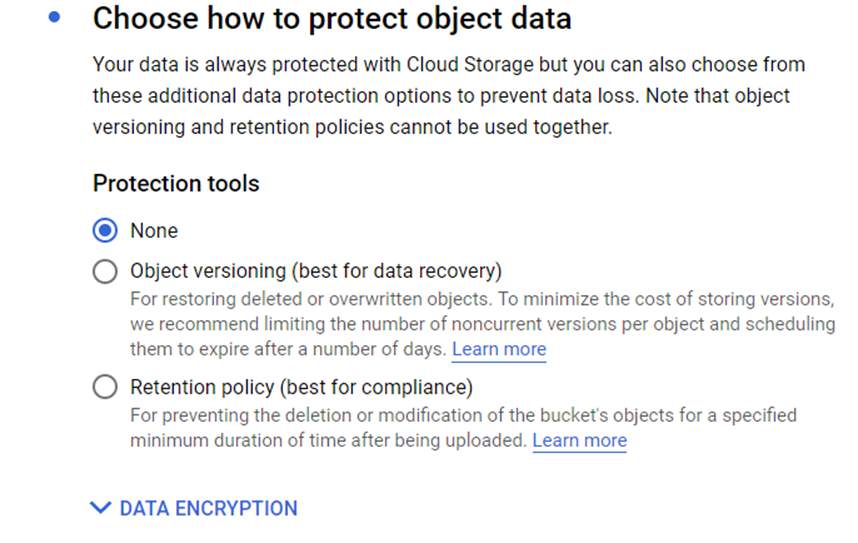 Choose how to protect object data
Your data is always protected with Cloud Storage but you can also choose from
these additional data protection options to prevent data loss. Note that object
versioning and retention policies cannot be used together.
Protection tools
None
Object versioning (best for data recovery)
For restoring deleted or overwritten objects. To minimize the cost of storing versions,
we recommend limiting the number of noncurrent versions per object and scheduling
them to expire after a number of days. Learn more
Retention policy (best for compliance)
For preventing the deletion or modification of the bucket's objects for a specified
minimum duration of time after being uploaded. Learn more
DATA ENCRYPTION